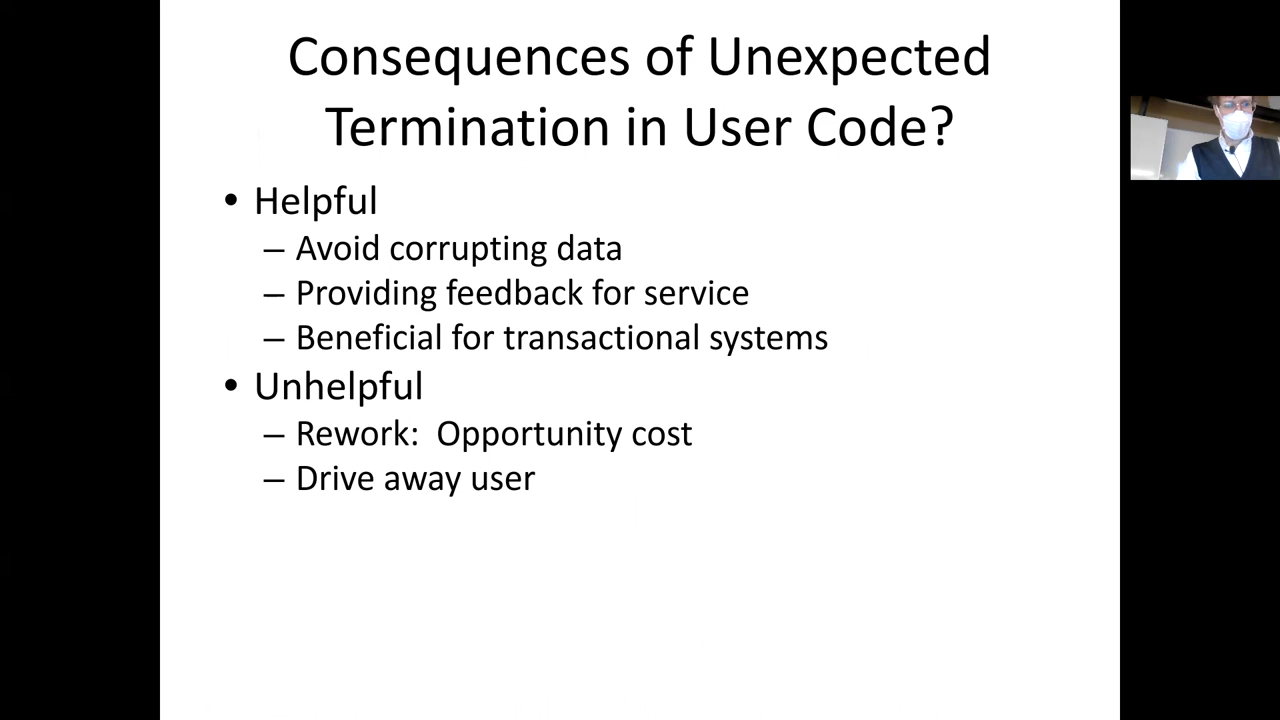 Consequences of Unexpected
Termination in User Code?
• Helpful
– Avoid corrupting data
– Providing feedback for service
– Beneficial for transactional systems
• Unhelpful
– Rework:  Opportunity cost
– Drive away user